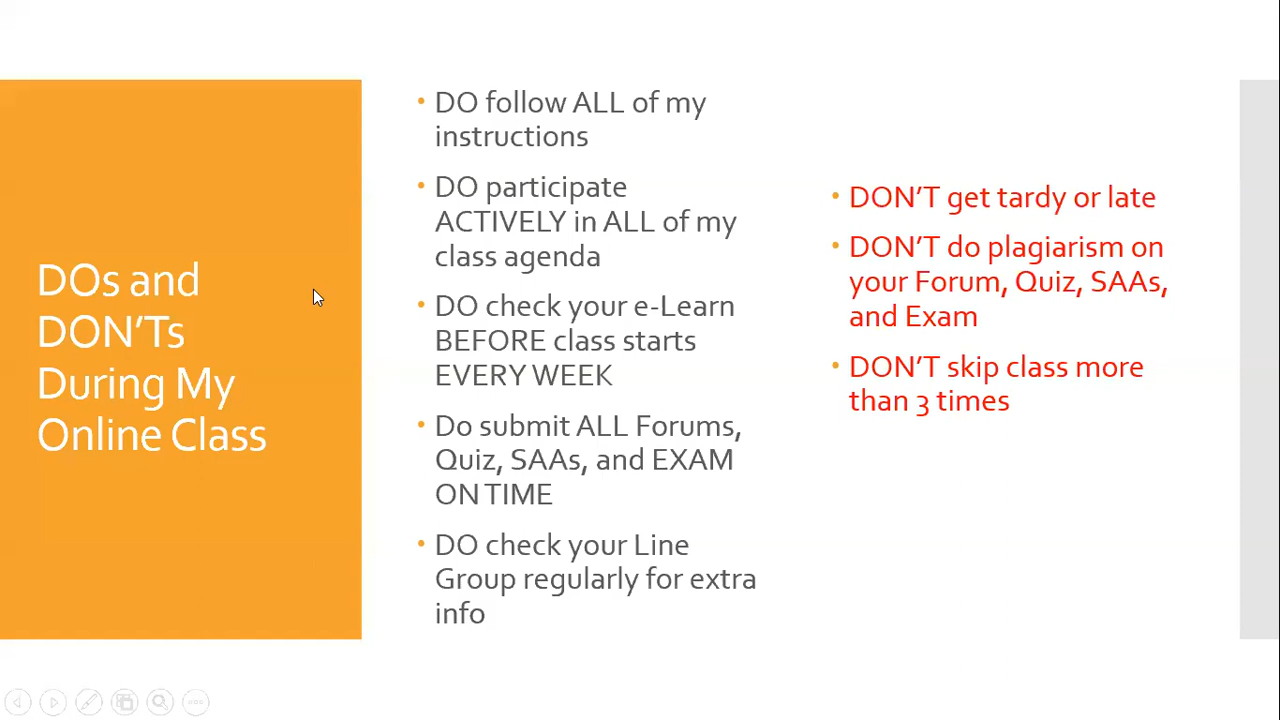 DOs and
DON'Ts
During My
Online Class
• DO follow ALL of my
instructions
• DO participate
ACTIVELY in ALL of my
class agenda
• DO check your e-Learn
BEFORE class starts
EVERY WEEK
• Do submit ALL Forums,
Quiz, SAAs, and EXAM
ON TIME
• DO check your Line
Group regularly for extra
info
• DON'T get tardy or late
• DON'T do plagiarism on
your Forum, Quiz, SAAs,
and Exam
• DON'T skip class more
than 3 times